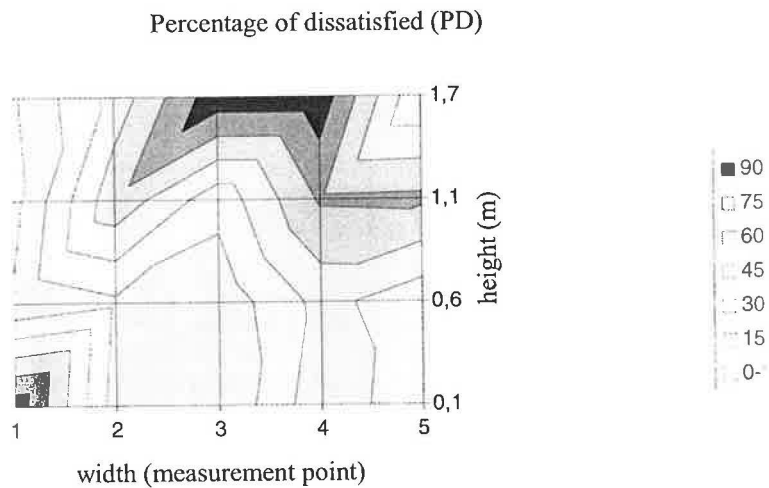 Percentage of dissatisfied (PD)
1,7
1,1
0,6
0,1
height (m)
1 2 3 4 5
width (measurement point)
90
75
60
45
30
15
0-